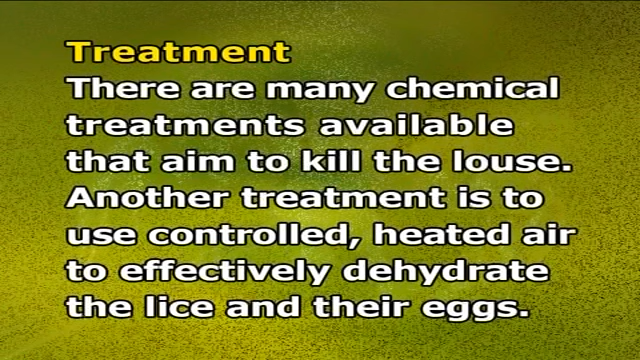 Treatment
There are many chemical
treatments available
that aim to kill the louse.
Another treatment is to
use controlled, heated air
to effectively dehydrate
the lice and their eggs.